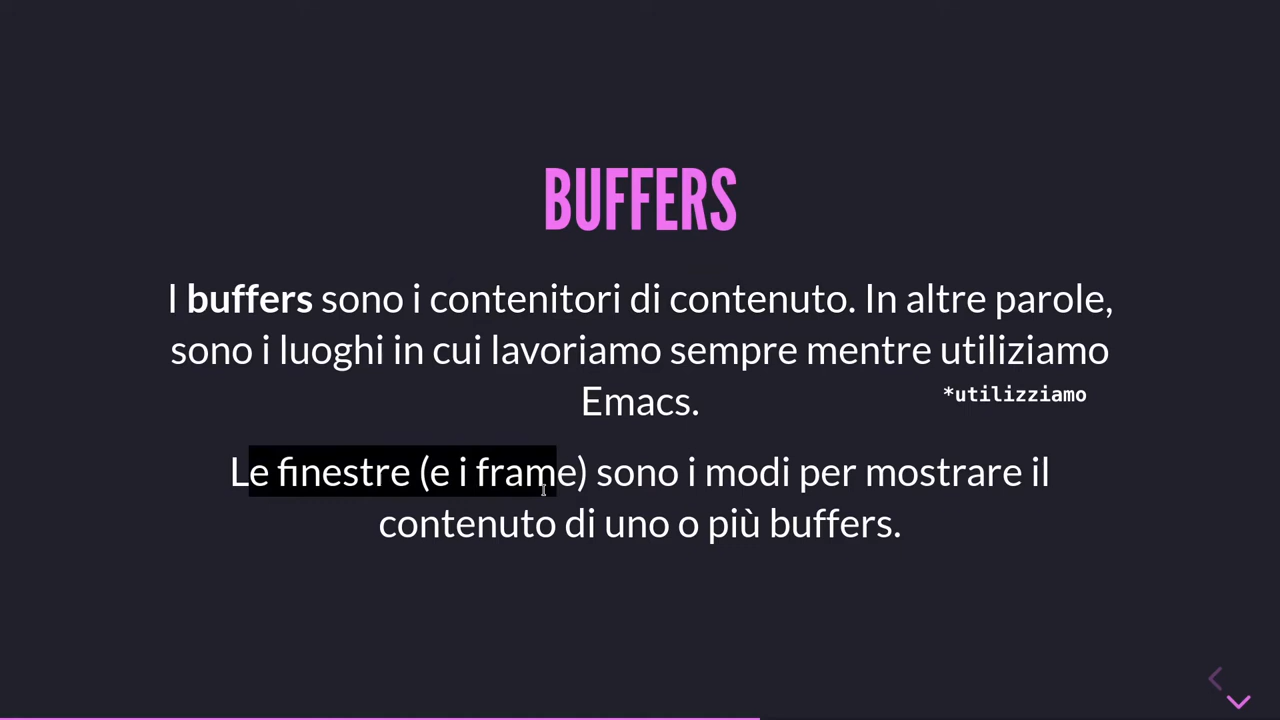 BUFFERS
I buffers sono i contenitori di contenuto. In altre parole,
sono i luoghi in cui lavoriamo sempre mentre utiliziamo
Emacs.
*utilizziamo
Le finestre (e i frame) sono i modi per mostrare il
contenuto di uno o più buffers.